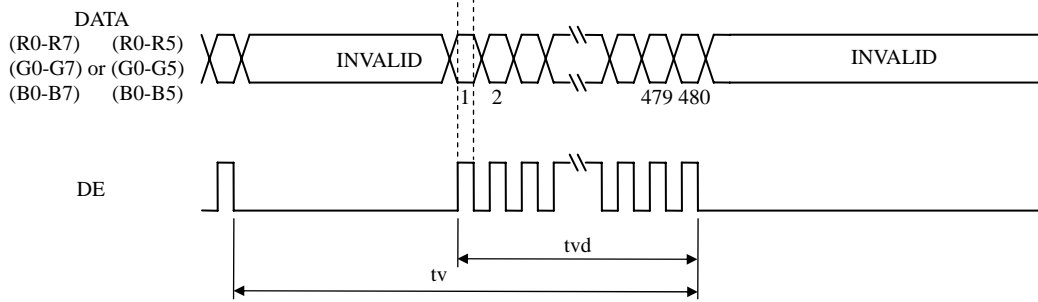 DATA
(R0-R7) (R0-R5)
(G0-G7) or (G0-G5)
(B0-B7) (B0-B5)
INVALID
INVALID
1 2 479 480
DE
tvd
tv